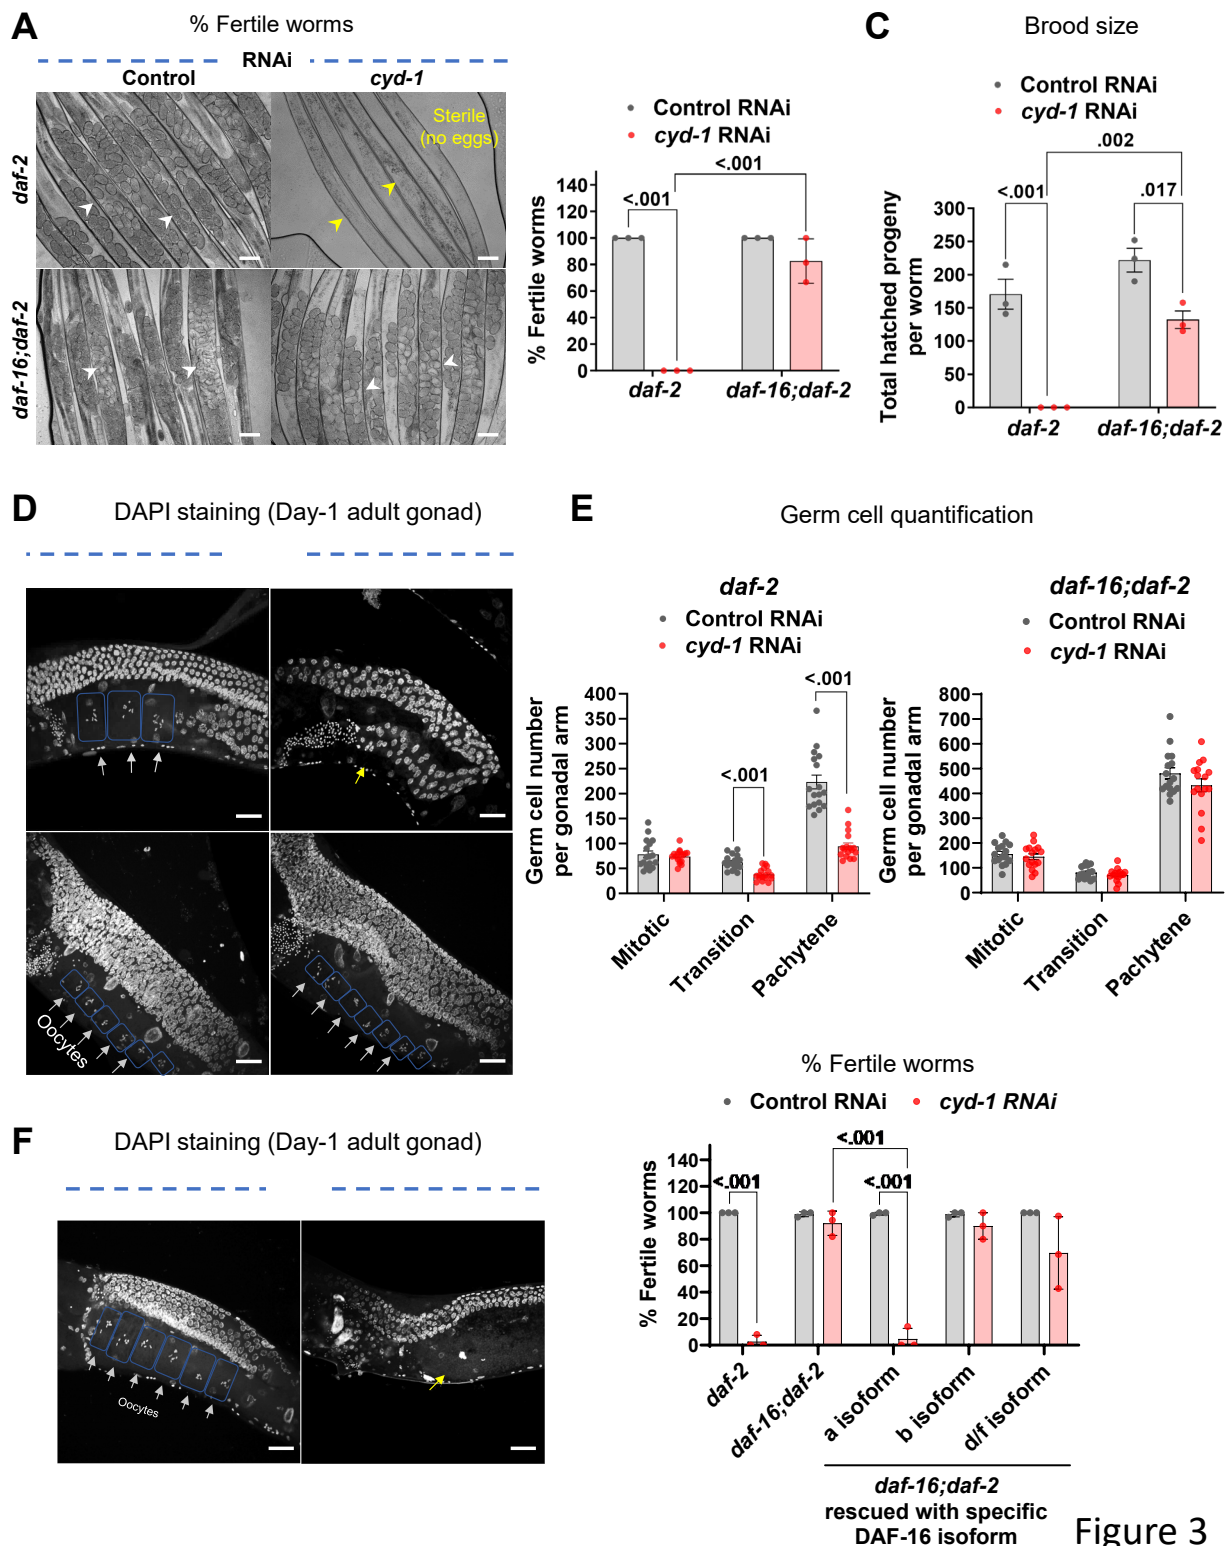 A
% Fertile worms
RNAi
Control
cyd-1
daf-2
daf-16;daf-2
Sterile
(no eggs)
Control RNAi
cyd-1 RNAi
<.001
<.001
% Fertile worms
140
120
100
80
60
40
20
0
daf-2
daf-16;daf-2
C
Brood size
Control RNAi
cyd-1 RNAi
.002
<.001
.017
Total hatched progeny
per worm
300
250
200
150
100
50
0
daf-2
daf-16;daf-2
D
DAPI staining (Day-1 adult gonad)
Oocytes
E
Germ cell quantification
daf-2
Control RNAi
cyd-1 RNAi
<.001
<.001
Germ cell number
per gonadal arm
400
350
300
250
200
150
100
50
0
Mitotic
Transition
Pachytene
daf-16;daf-2
Control RNAi
cyd-1 RNAi
Germ cell number
per gonadal arm
800
700
600
500
400
300
200
100
0
Mitotic
Transition
Pachytene
F
DAPI staining (Day-1 adult gonad)
Oocytes
% Fertile worms
Control RNAi
cyd-1 RNAi
<.001
<.001
<.001
% Fertile worms
140
120
100
80
60
40
20
0
daf-2
daf-16;daf-2
a isoform
b isoform
d/f isoform
daf-16;daf-2
rescued with specific
DAF-16 isoform
Figure 3